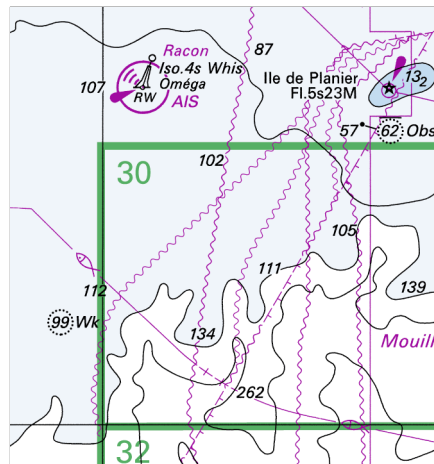 87
Racon
Iso.4s Whis
Òméga
RW
AIS
107
Ile de Planier
Fl.5s23M
13₂
57
62 Obs
102
30
105
111
139
112
99 Wk
134
Mouill
262
32